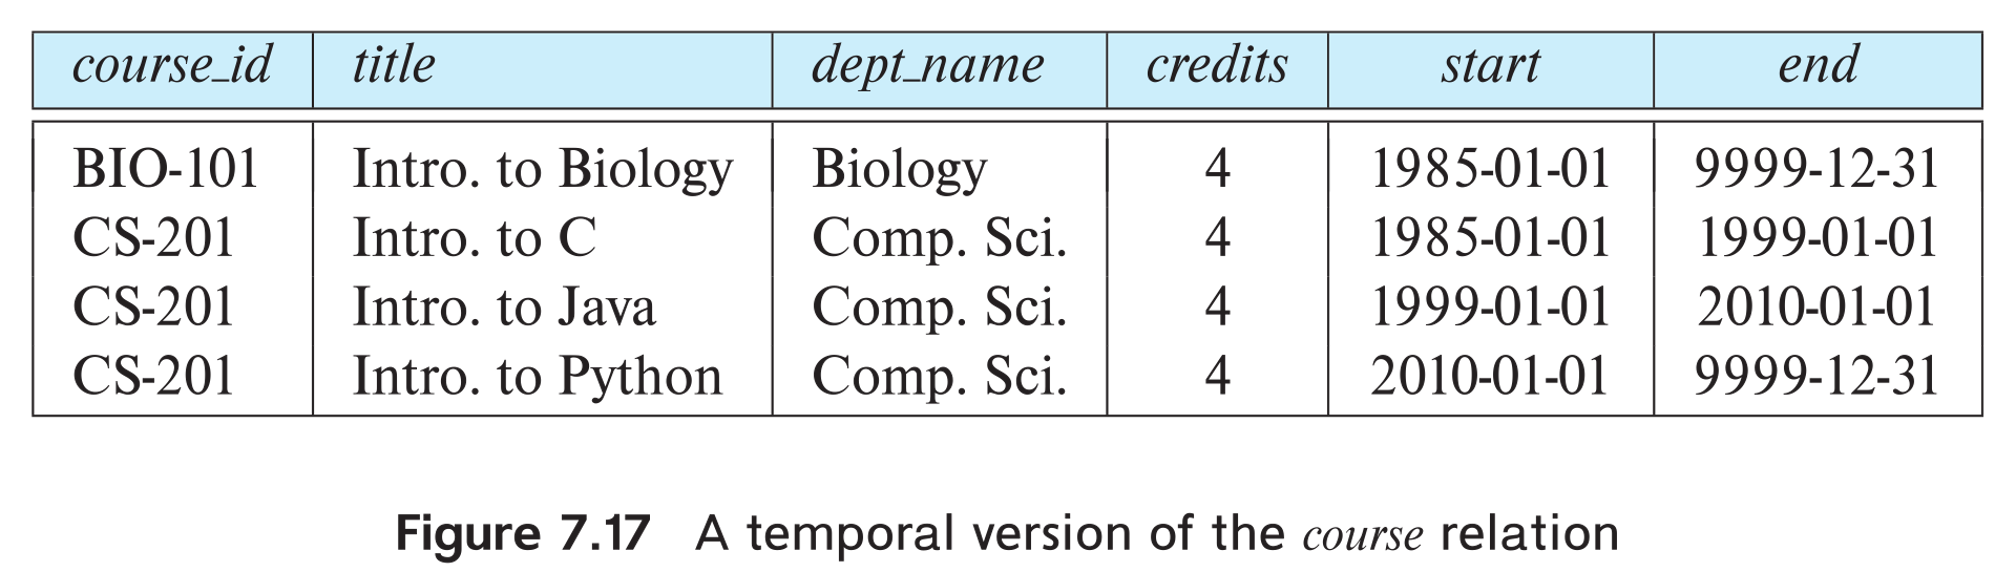 course_id title dept_name credits start end
BIO-101 Intro. to Biology Biology 4 1985-01-01 9999-12-31
CS-201 Intro. to C Comp. Sci. 4 1985-01-01 1999-01-01
CS-201 Intro. to Java Comp. Sci. 4 1999-01-01 2010-01-01
CS-201 Intro. to Python Comp. Sci. 4 2010-01-01 9999-12-31
Figure 7.17 A temporal version of the course relation